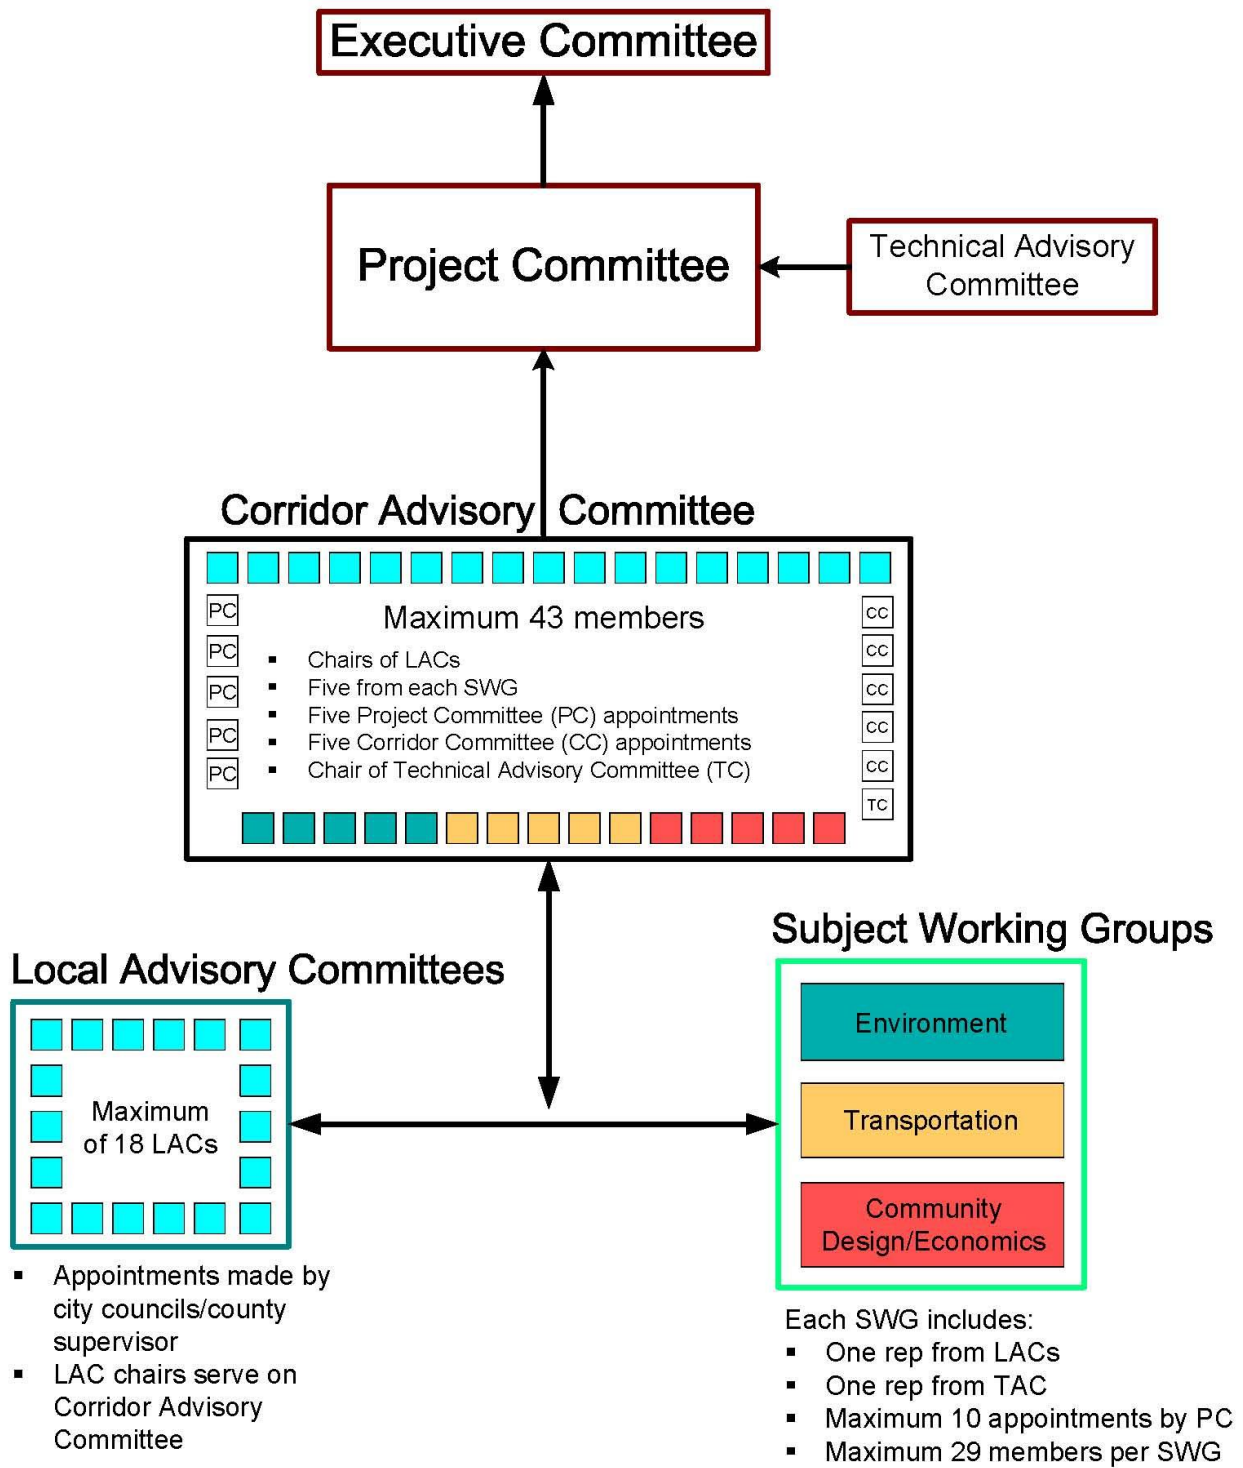 Executive Committee
Project Committee
Technical Advisory
Committee
Corridor Advisory Committee
PC
PC
PC
PC
PC
Maximum 43 members
▪ Chairs of LACs
▪ Five from each SWG
▪ Five Project Committee (PC) appointments
▪ Five Corridor Committee (CC) appointments
▪ Chair of Technical Advisory Committee (TC)
CC
CC
CC
CC
CC
TC
Local Advisory Committees
Maximum
of 18 LACs
▪ Appointments made by
city councils/county
supervisor
▪ LAC chairs serve on
Corridor Advisory
Committee
Subject Working Groups
Environment
Transportation
Community
Design/Economics
Each SWG includes:
▪ One rep from LACs
▪ One rep from TAC
▪ Maximum 10 appointments by PC
▪ Maximum 29 members per SWG